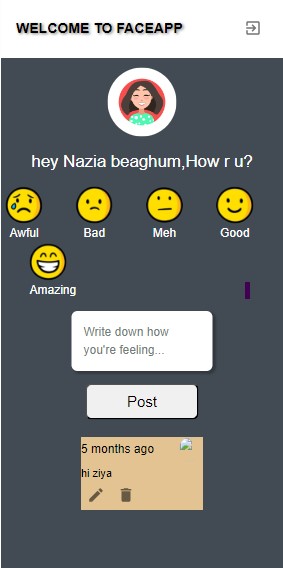 WELCOME TO FACEAPP
hey Nazia beaghum,How r u?
Awful Bad Meh Good
Amazing
Write down how
you're feeling...
Post
5 months ago
hi ziya